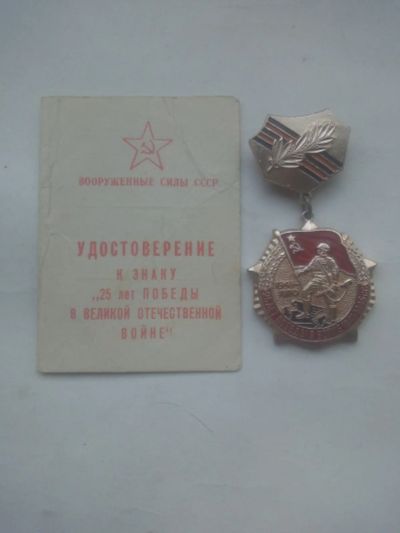 ВООРУЖЕННЫЕ СИЛЫ СССР
УДОСТОВЕРЕНИЕ
К ЗНАКУ
„25 лет ПОБЕДЫ
В ВЕЛИКОЙ ОТЕЧЕСТВЕННОЙ
ВОЙНЕ"